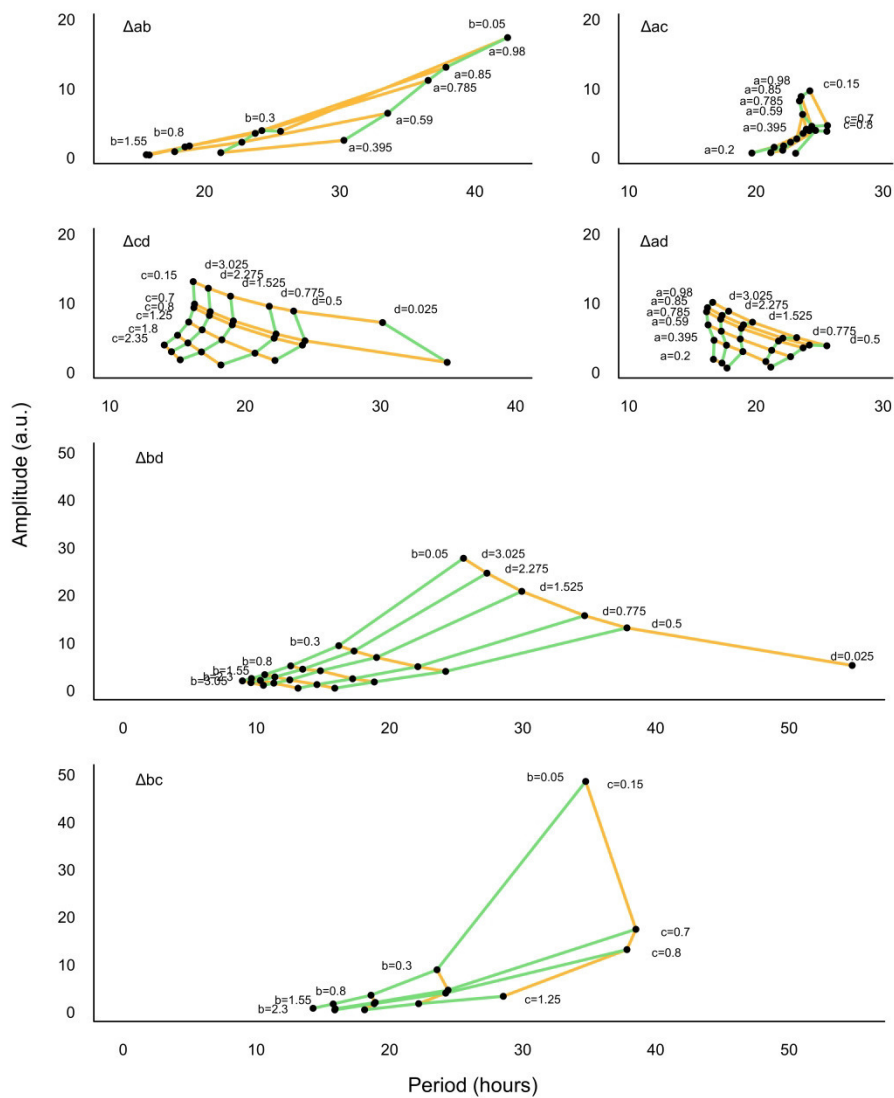 20
Δab
b=0.05
a=0.98
a=0.85
a=0.785
10
b=0.3
b=0.8
a=0.59
b=1.55
a=0.395
0
20
30
40
20
Δac
a=0.98
c=0.15
a=0.85
a=0.785
10
a=0.59
c=0.7
c=0.8
a=0.395
a=0.2
0
10
20
30
20
Δcd
d=3.025
c=0.15
d=2.275
d=1.525
d=0.775
d=0.5
d=0.025
10
c=0.7
c=0.8
c=1.25
c=1.8
c=2.35
0
10
20
30
40
20
Δad
a=0.98
d=3.025
a=0.85
d=2.275
10
a=0.785
d=1.525
a=0.59
d=0.775
a=0.395
d=0.5
a=0.2
0
10
20
30
Amplitude (a.u.)
50
Δbd
40
30
b=0.05
d=3.025
d=2.275
20
d=1.525
d=0.775
d=0.5
10
b=0.3
b=0.8
d=0.025
b=1.55
b=2.3
b=3.05
0
0
10
20
30
40
50
50
Δbc
b=0.05
c=0.15
40
30
20
c=0.7
c=0.8
10
b=0.3
b=0.8
b=1.55
c=1.25
b=2.3
0
0
10
20
30
40
50
Period (hours)